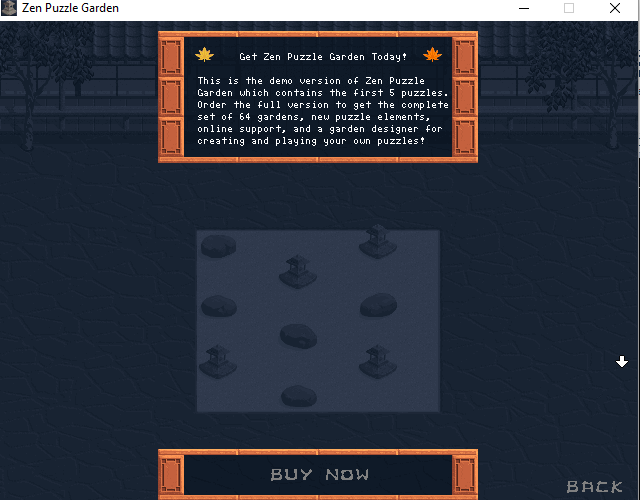 Zen Puzzle Garden
Get Zen Puzzle Garden Today!
This is the demo version of Zen Puzzle
Garden which contains the first 5 puzzles.
Order the full version to get the complete
set of 64 gardens, new puzzle elements,
online support, and a garden designer for
creating and playing your own puzzles!
BUY NOW
BACK